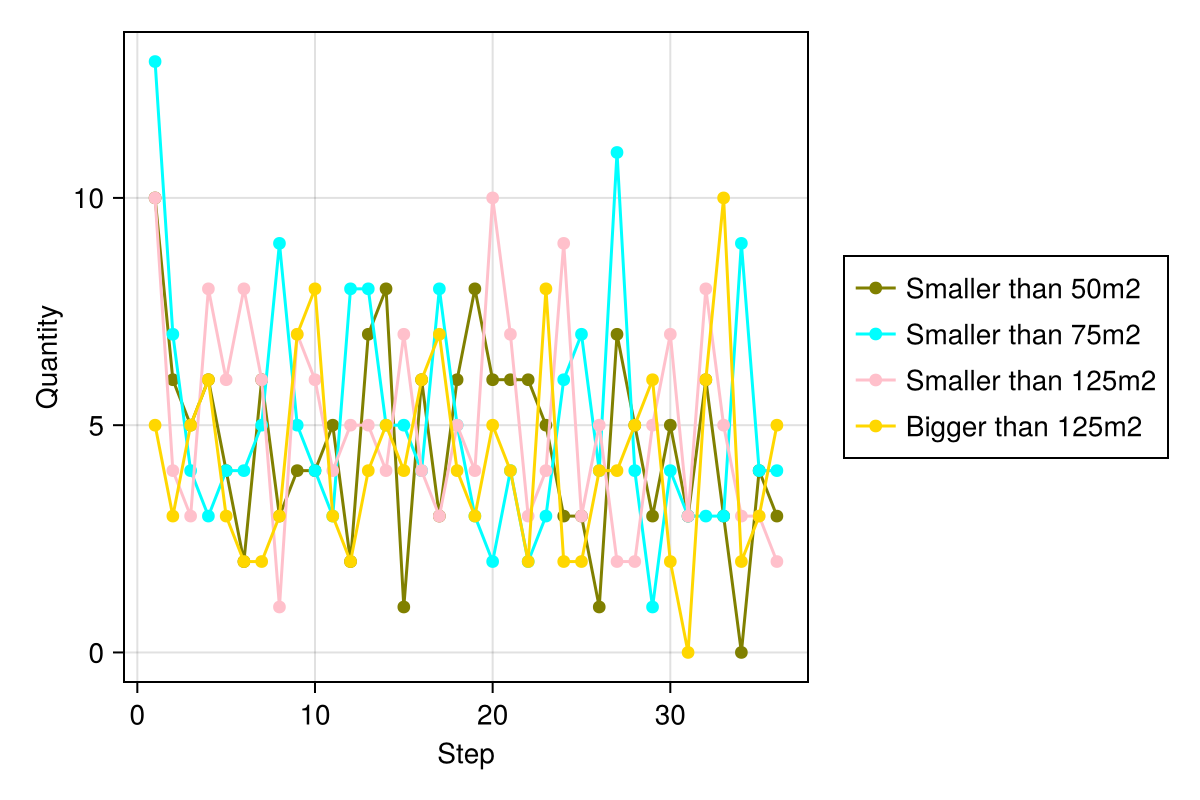 10
5
0
Quantity
0 10 20 30
Step
Smaller than 50m2
Smaller than 75m2
Smaller than 125m2
Bigger than 125m2